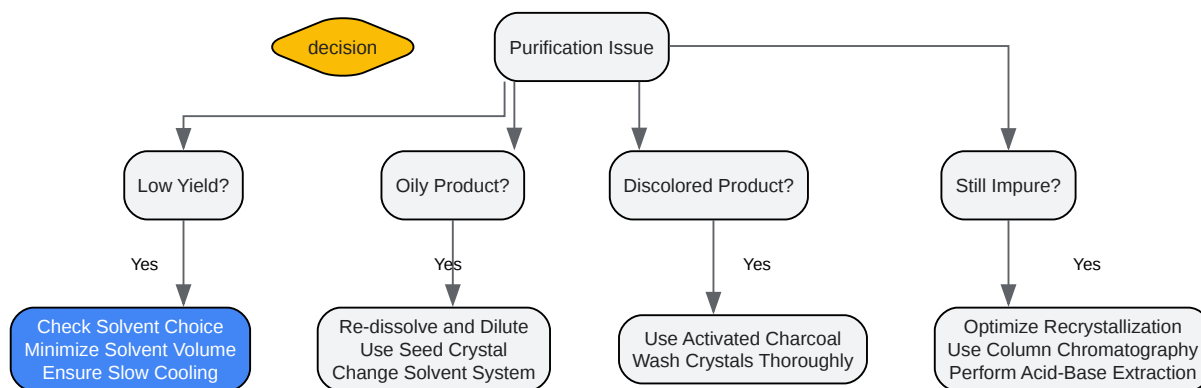 decision
Purification Issue
Low Yield?
Oily Product?
Discolored Product?
Still Impure?
Yes
Yes
Yes
Yes
Check Solvent Choice
Minimize Solvent Volume
Ensure Slow Cooling
Re-dissolve and Dilute
Use Seed Crystal
Change Solvent System
Use Activated Charcoal
Wash Crystals Thoroughly
Optimize Recrystallization
Use Column Chromatography
Perform Acid-Base Extraction